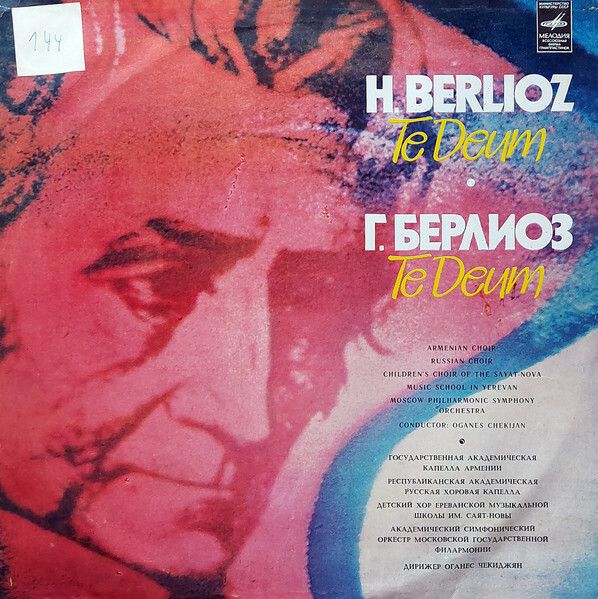 144
МИНИСТЕРСТВО
КУЛЬТУРЫ СССР
МЕЛОДИЯ
ВСЕСОЮЗНАЯ
ФИРМА
ГРАМПЛАСТИНОК
H. BERLIOZ
Te Deum
Г. БЕРЛИОЗ
Te Deum
ARMENIAN CHOIR
RUSSIAN CHOIR
CHILDREN'S CHOIR OF THE SAYAT-NOVA
MUSIC SCHOOL IN YEREVAN
MOSCOW PHILHARMONIC SYMPHONY
ORCHESTRA
CONDUCTOR: OGANES CHEKIJAN
ГОСУДАРСТВЕННАЯ АКАДЕМИЧЕСКАЯ
КАПЕЛЛА АРМЕНИИ
РЕСПУБЛИКАНСКАЯ АКАДЕМИЧЕСКАЯ
РУССКАЯ ХОРОВАЯ КАПЕЛЛА
ДЕТСКИЙ ХОР ЕРЕВАНСКОЙ МУЗЫКАЛЬНОЙ
ШКОЛЫ ИМ. САЯТ-НОВЫ
АКАДЕМИЧЕСКИЙ СИМФОНИЧЕСКИЙ
ОРКЕСТР МОСКОВСКОЙ ГОСУДАРСТВЕННОЙ
ФИЛАРМОНИИ
ДИРИЖЕР ОГАНЕС ЧЕКИДЖЯН